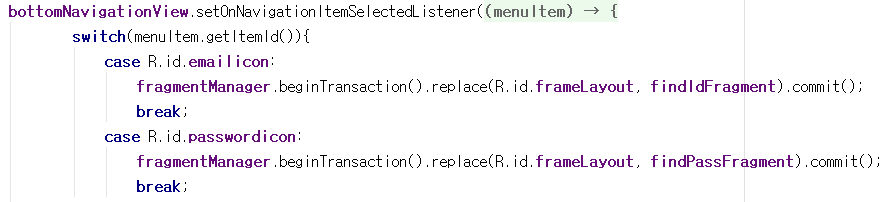 bottomNavigationView.setOnNavigationItemSelectedListener((menuItem) → {
switch(menuItem.getItemId()){
case R.id.emailicon:
fragmentManager.beginTransaction().replace(R.id.frameLayout, findIdFragment).commit();
break;
case R.id.passwordicon:
fragmentManager.beginTransaction().replace(R.id.frameLayout, findPassFragment).commit();
break;